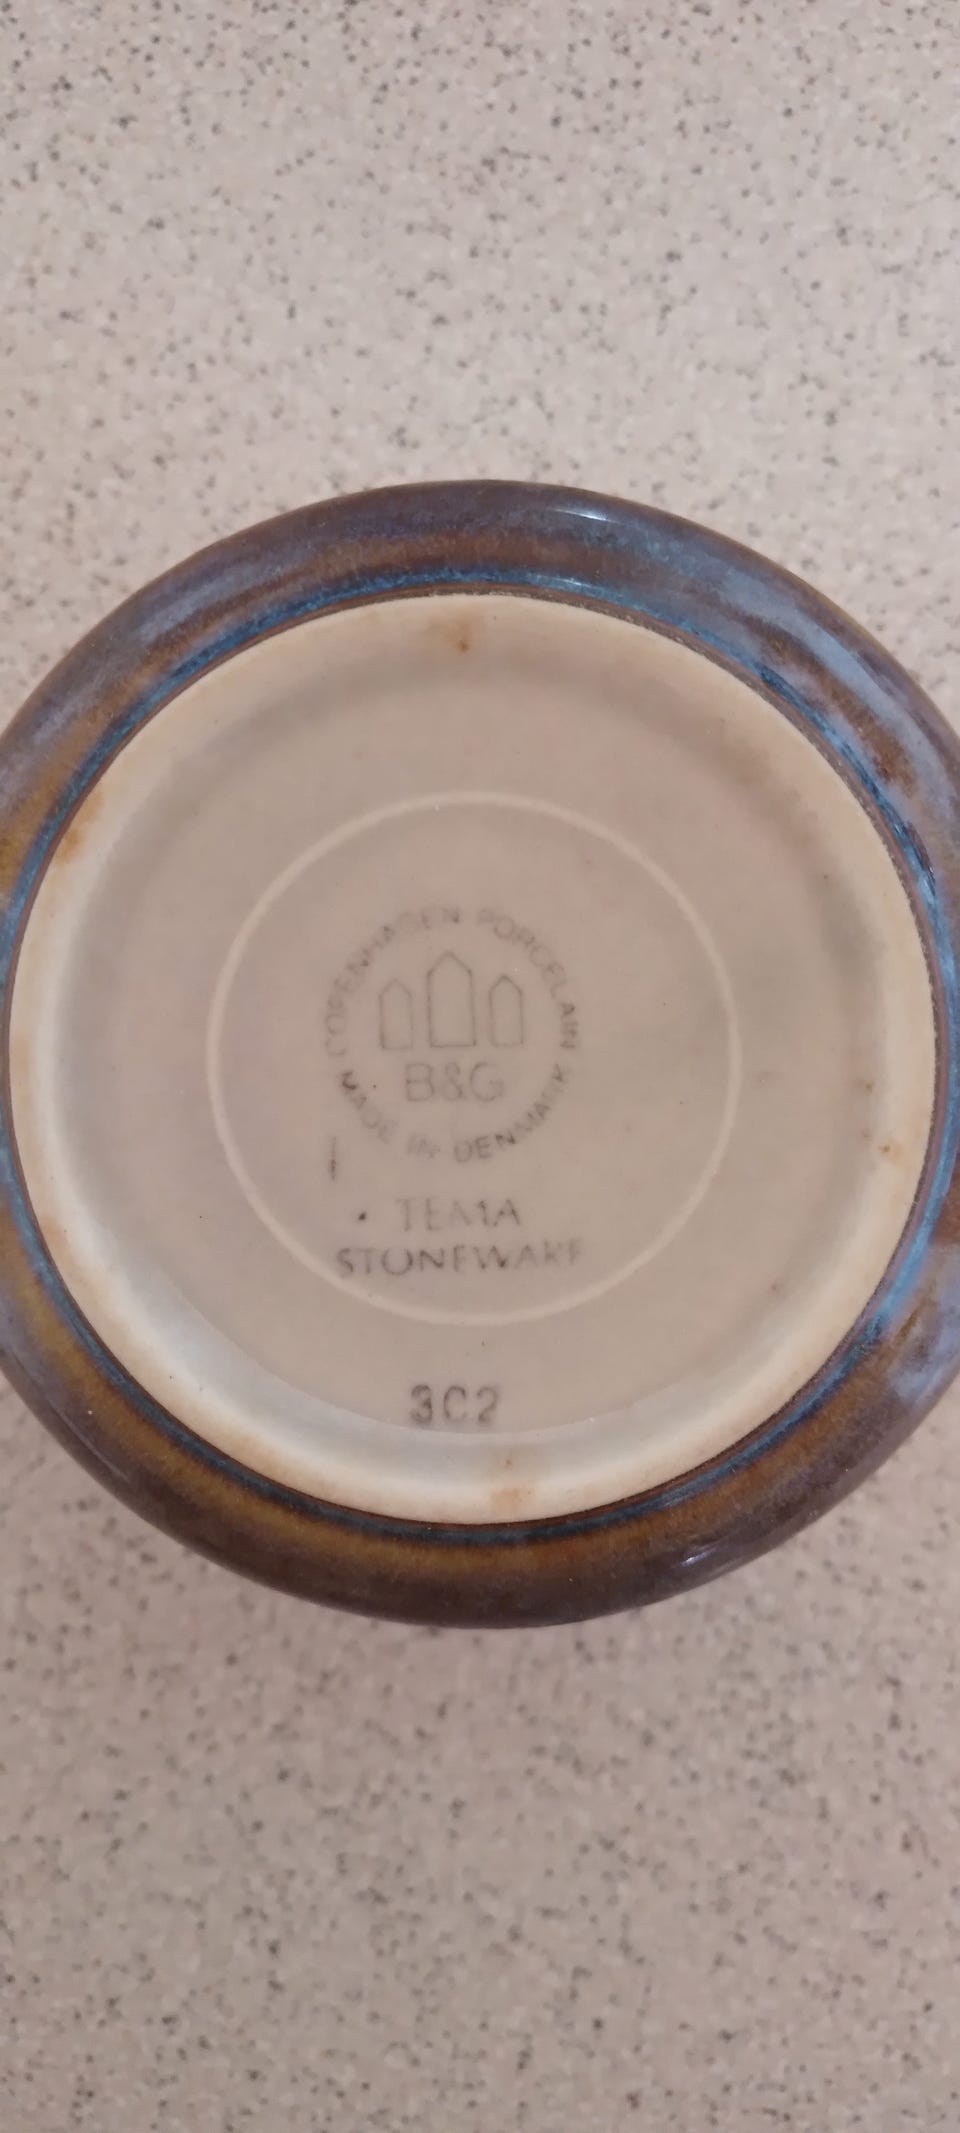 COPENHAGEN PORCELAIN
B&G
MADE IN DENMARK
TEMA
STONEWARE
302